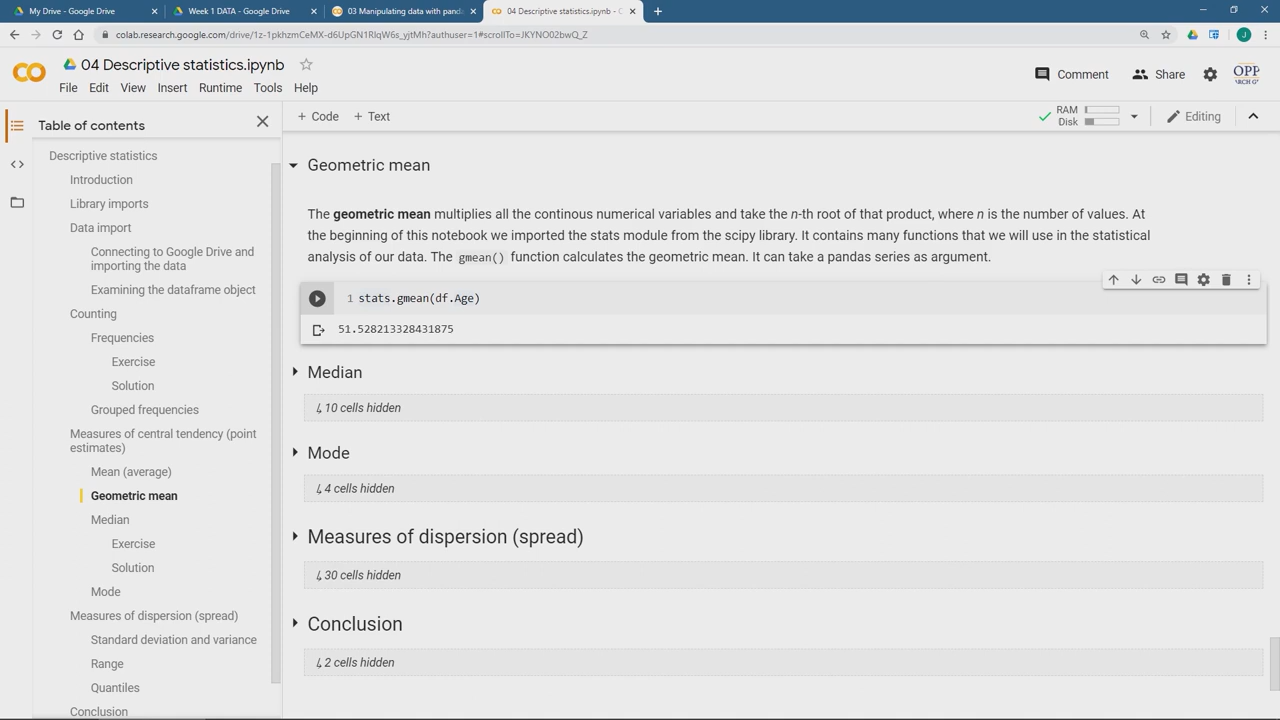 My Drive - Google Drive
Week 1 DATA - Google Drive
03 Manipulating data with panda
04 Descriptive statistics.ipynb - C
colab.research.google.com/drive/
04 Descriptive statistics.ipynb
Comment
Share
OPP
File Edit View Insert Runtime Tools Help
Table of contents
+ Code + Text
RAM
Disk
Editing
Descriptive statistics
Introduction
Library imports
Data import
Connecting to Google Drive and
importing the data
Examining the dataframe object
Counting
Frequencies
Exercise
Solution
Grouped frequencies
Measures of central tendency (point
estimates)
Mean (average)
Geometric mean
Median
Exercise
Solution
Mode
Measures of dispersion (spread)
Standard deviation and variance
Range
Quantiles
Conclusion
Geometric mean
The geometric mean multiplies all the continous numerical variables and take the n-th root of that product, where n is the number of values. At
the beginning of this notebook we imported the stats module from the scipy library. It contains many functions that we will use in the statistical
analysis of our data. The gmean() function calculates the geometric mean. It can take a pandas series as argument.
1 stats.gmean(df.Age)
51.528213328431875
Median
10 cells hidden
Mode
4 cells hidden
Measures of dispersion (spread)
30 cells hidden
Conclusion
2 cells hidden